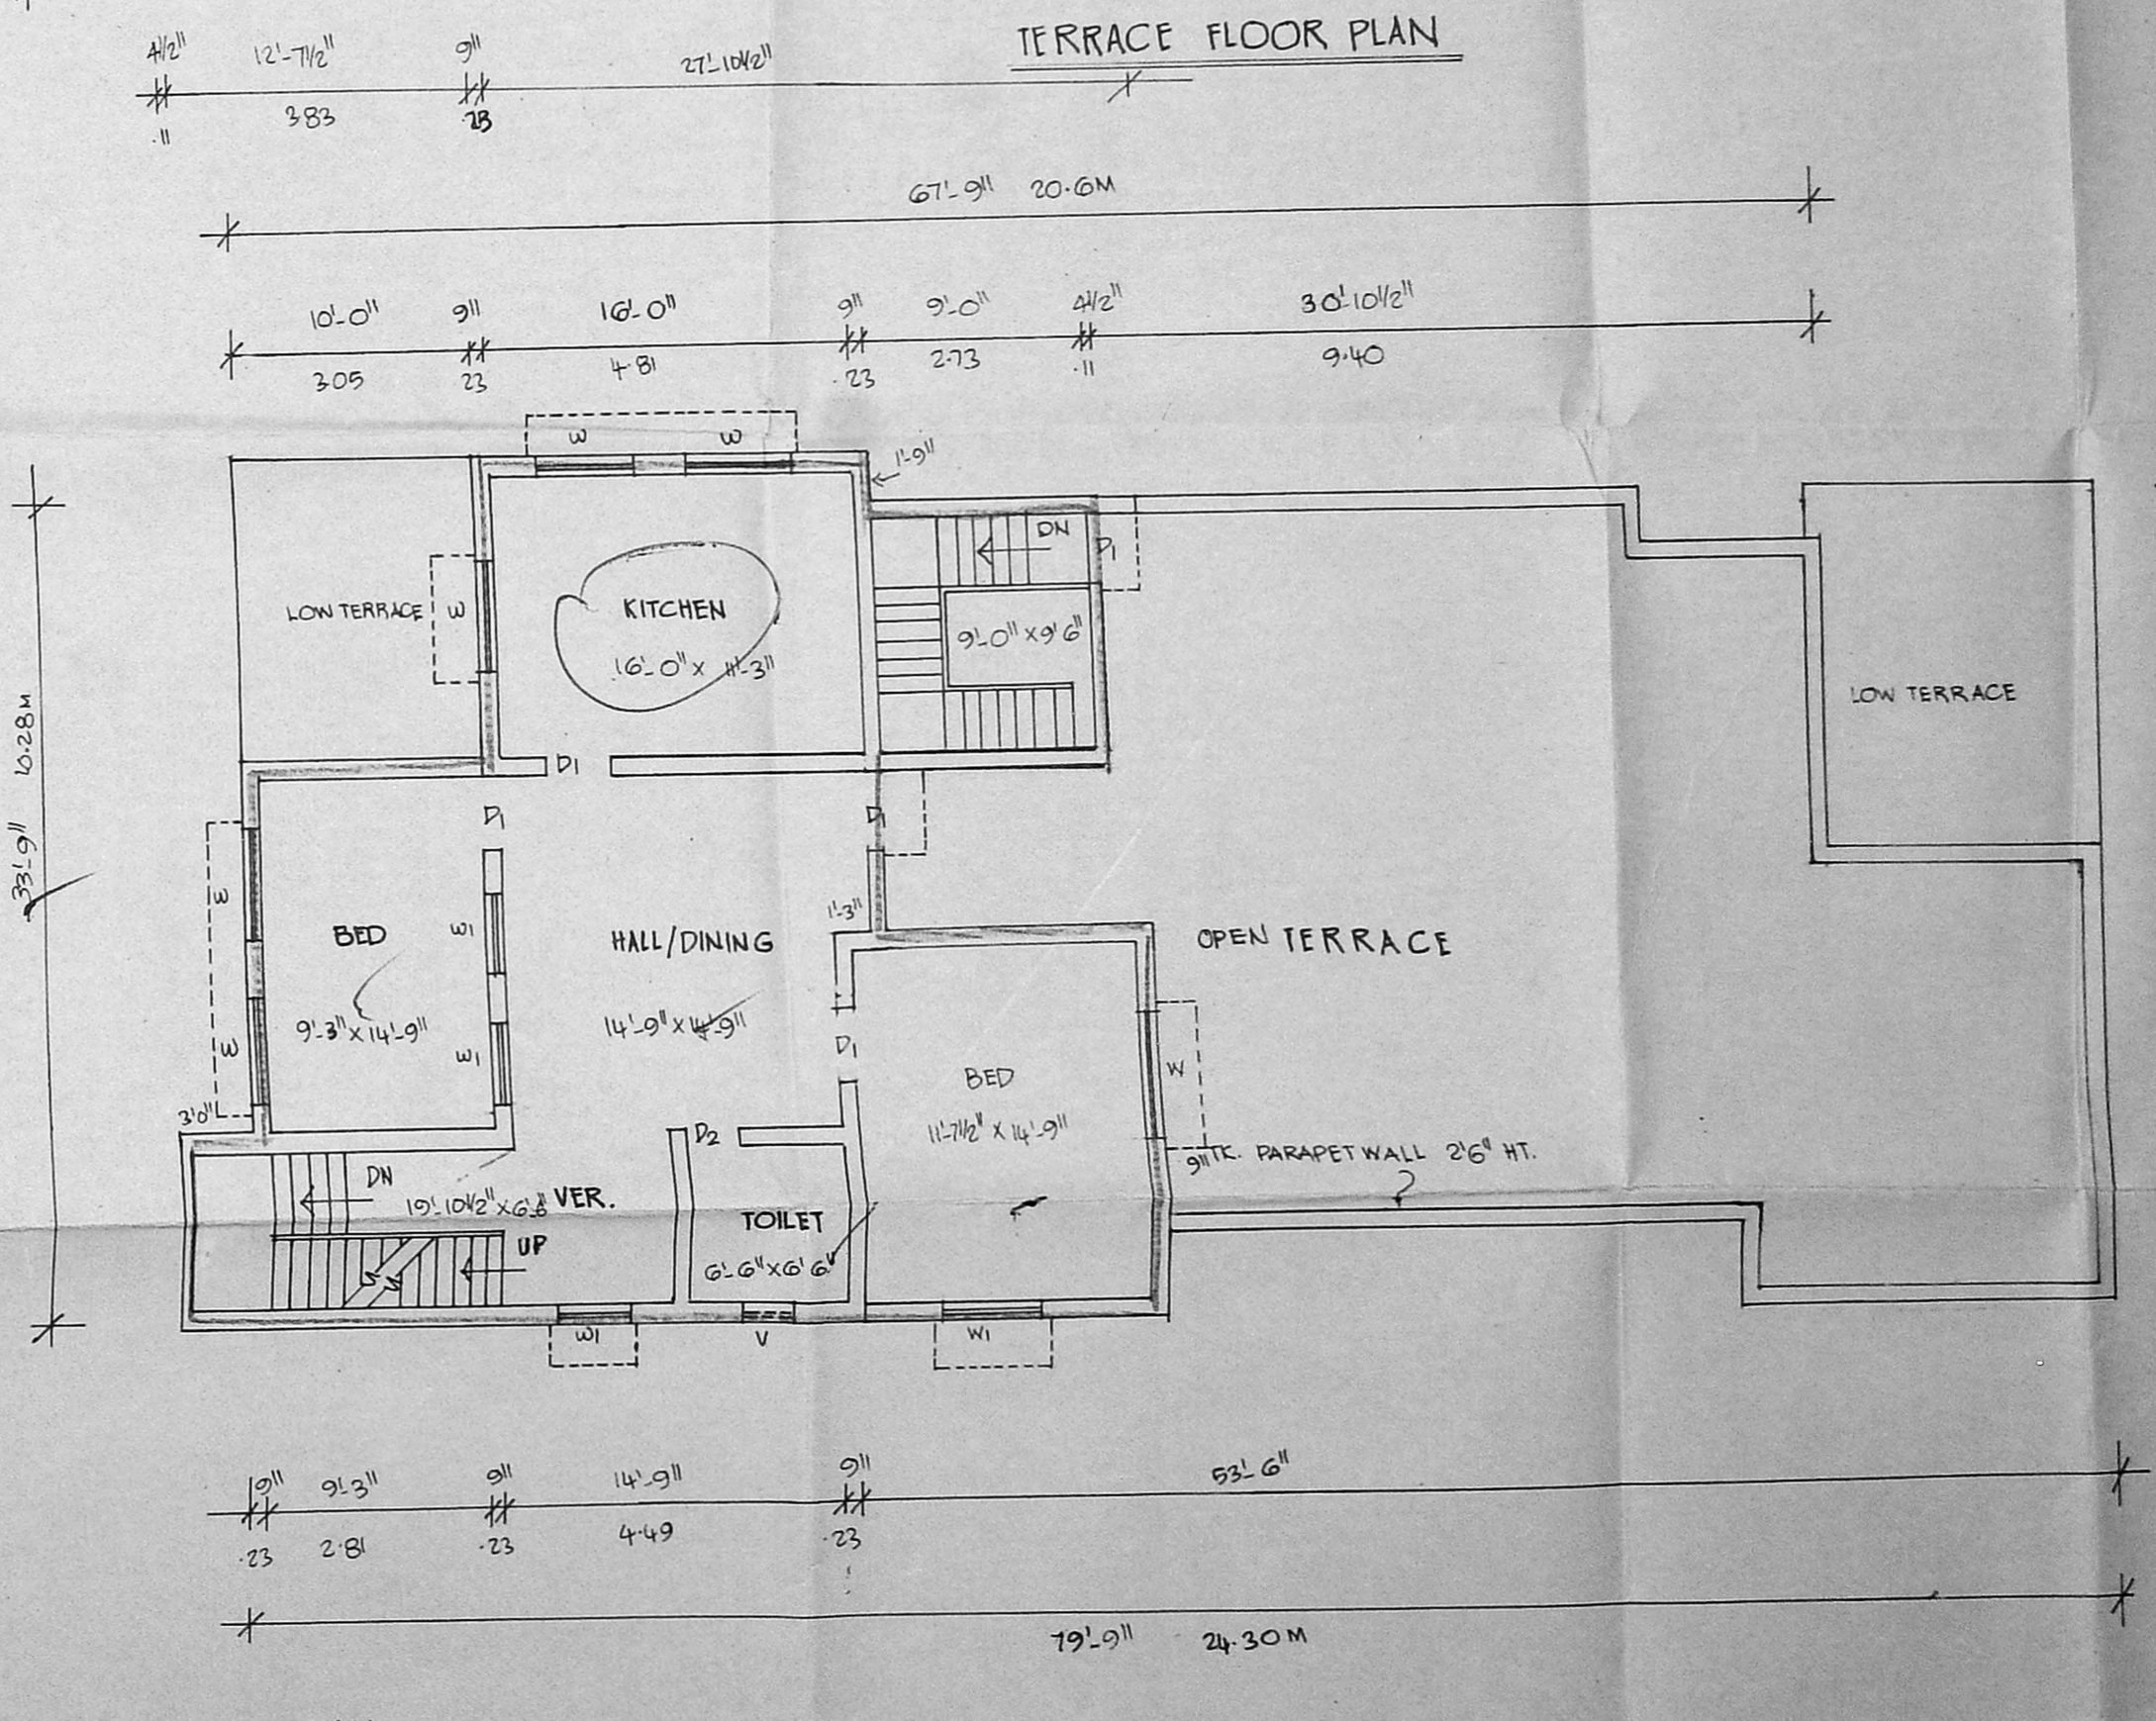 TERRACE FLOOR PLAN
4½" 12'-7½" 9" 27'-10½"
.11 3.83 .23
67'-9" 20.6M
10'-0" 9" 16'-0" 9" 9'-0" 4½" 30'-10½"
3.05 23 4.81 .23 2.73 .11 9.40
W W
1'-9"
DN
D1
LOW TERRACE W KITCHEN 9'-0"×9'6"
16'-0"× 11'-3"
LOW TERRACE
33'-9" 10.28M
D1
D1 D1
W
1'-3"
BED W1 HALL/DINING OPEN TERRACE
9'-3"×14'-9" 14'-9"×14'-9"
W W1 D1
BED W
3'0"
11'-7½" × 14'-9"
D2
9" TK. PARAPET WALL 2'6" HT.
DN 19'-10½"×6'-6" VER.
TOILET
UP
6'-6"×6'6"
W1 V W1
9" 9'-3" 9" 14'-9" 9" 53'-6"
.23 2.81 .23 4.49 .23
79'-9" 24.30M